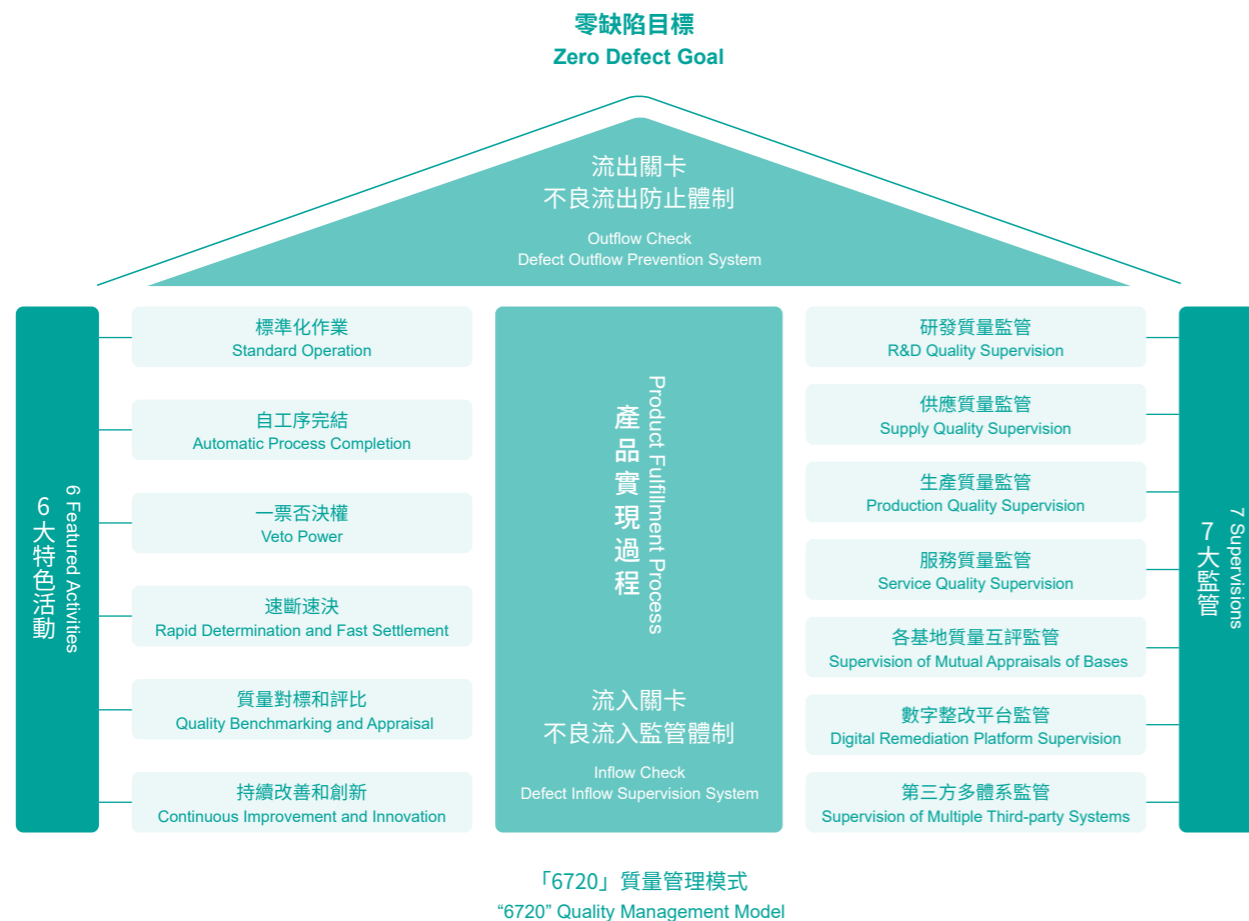 零缺陷目標
Zero Defect Goal
流出關卡
不良流出防止體制
Outflow Check
Defect Outflow Prevention System
6大特色活動
6 Featured Activities
標準化作業
Standard Operation
自工序完結
Automatic Process Completion
一票否決權
Veto Power
速斷速決
Rapid Determination and Fast Settlement
質量對標和評比
Quality Benchmarking and Appraisal
持續改善和創新
Continuous Improvement and Innovation
產品實現過程
Product Fulfillment Process
流入關卡
不良流入監管體制
Inflow Check
Defect Inflow Supervision System
研發質量監管
R&D Quality Supervision
供應質量監管
Supply Quality Supervision
生產質量監管
Production Quality Supervision
服務質量監管
Service Quality Supervision
各基地質量互評監管
Supervision of Mutual Appraisals of Bases
數字整改平台監管
Digital Remediation Platform Supervision
第三方多體系監管
Supervision of Multiple Third-party Systems
7大監管
7 Supervisions
「6720」質量管理模式
“6720” Quality Management Model